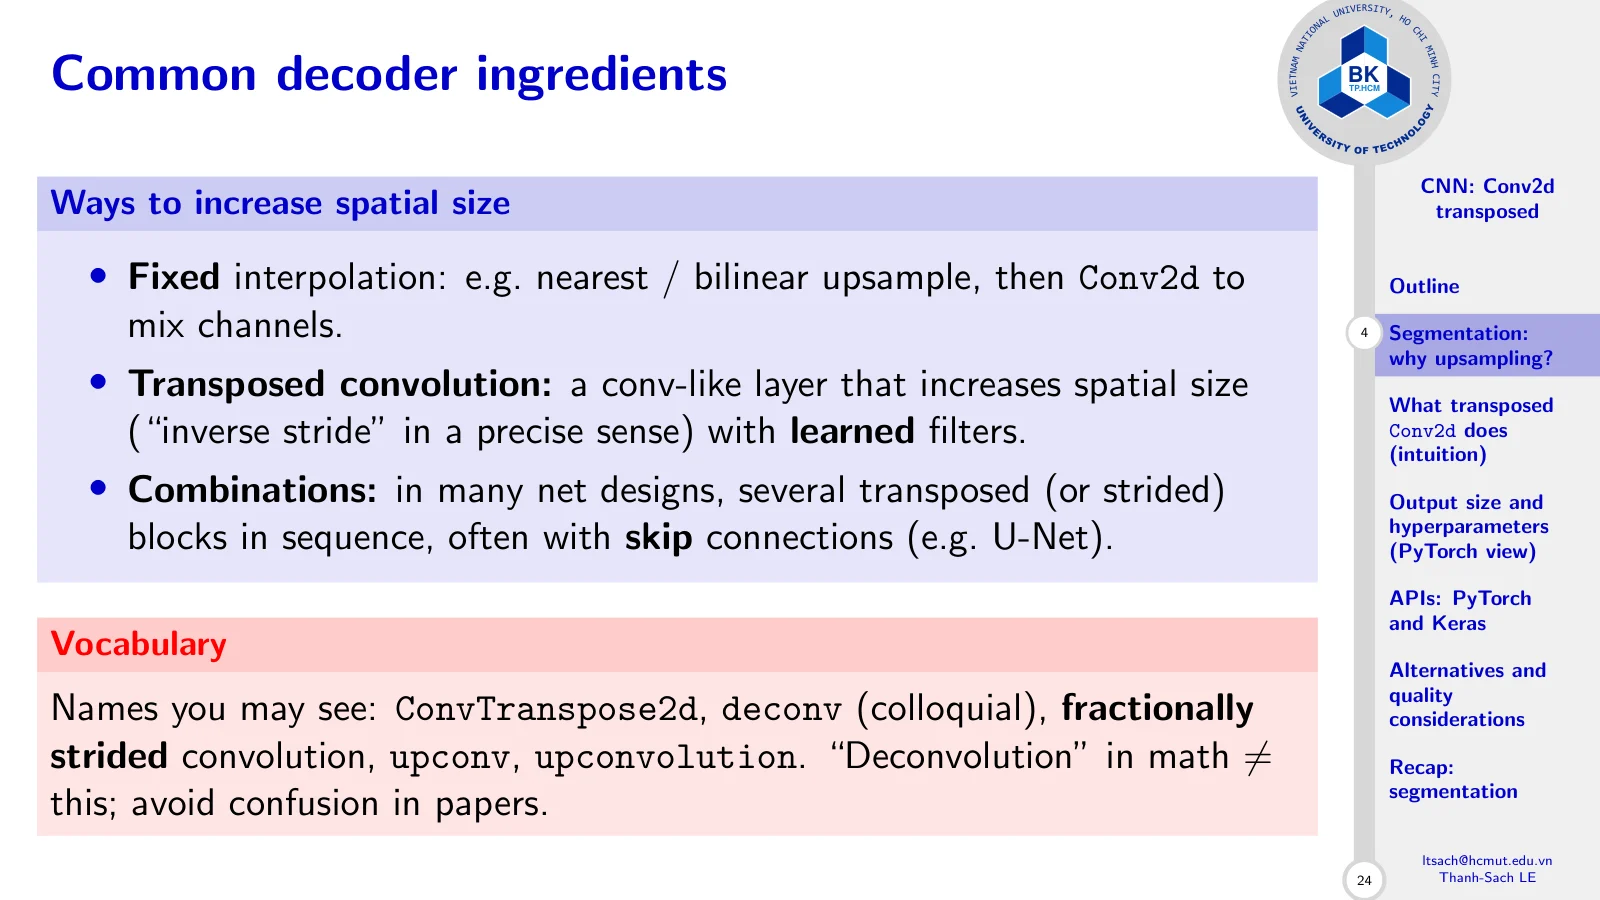 Common decoder ingredients
Ways to increase spatial size
• Fixed interpolation: e.g. nearest / bilinear upsample, then Conv2d to
mix channels.
• Transposed convolution: a conv-like layer that increases spatial size
(“inverse stride” in a precise sense) with learned filters.
• Combinations: in many net designs, several transposed (or strided)
blocks in sequence, often with skip connections (e.g. U-Net).
Vocabulary
Names you may see: ConvTranspose2d, deconv (colloquial), fractionally
strided convolution, upconv, upconvolution. “Deconvolution” in math ≠
this; avoid confusion in papers.
VIETNAM NATIONAL UNIVERSITY, HO CHI MINH CITY
BK
TP.HCM
UNIVERSITY OF TECHNOLOGY
CNN: Conv2d
transposed
Outline
4
Segmentation:
why upsampling?
What transposed
Conv2d does
(intuition)
Output size and
hyperparameters
(PyTorch view)
APIs: PyTorch
and Keras
Alternatives and
quality
considerations
Recap:
segmentation
24
ltsach@hcmut.edu.vn
Thanh-Sach LE